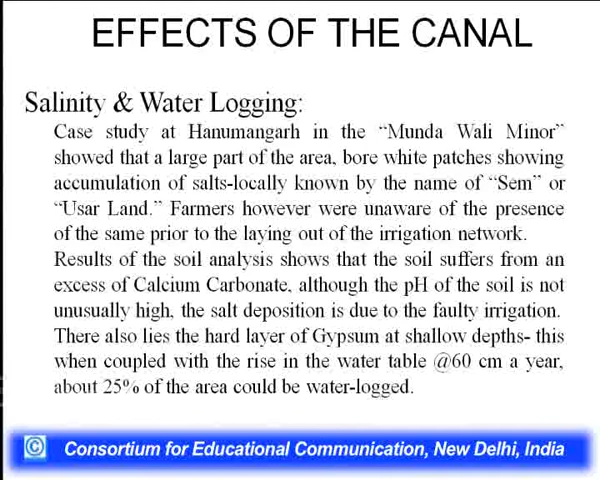 EFFECTS OF THE CANAL
Salinity & Water Logging:
Case study at Hanumangarh in the “Munda Wali Minor”
showed that a large part of the area, bore white patches showing
accumulation of salts-locally known by the name of “Sem” or
“Usar Land.” Farmers however were unaware of the presence
of the same prior to the laying out of the irrigation network.
Results of the soil analysis shows that the soil suffers from an
excess of Calcium Carbonate, although the pH of the soil is not
unusually high, the salt deposition is due to the faulty irrigation.
There also lies the hard layer of Gypsum at shallow depths- this
when coupled with the rise in the water table @60 cm a year,
about 25% of the area could be water-logged.
© Consortium for Educational Communication, New Delhi, India